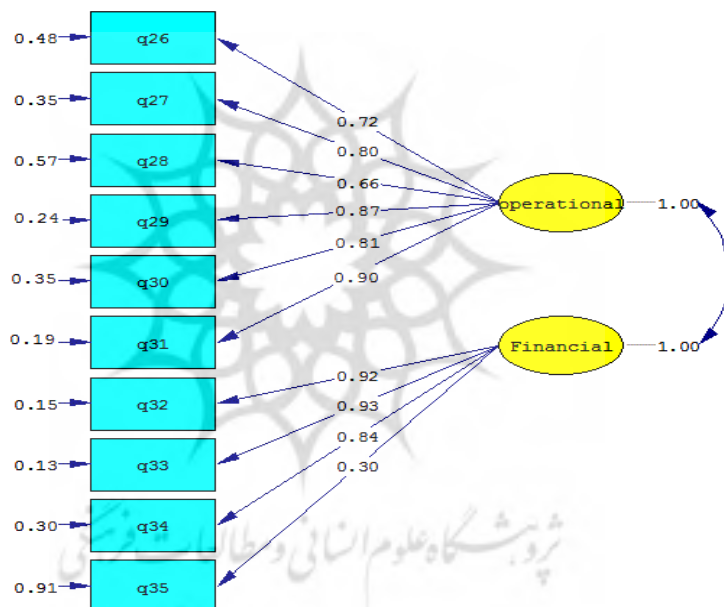 0.48 q26
0.35 q27
0.57 q28
0.24 q29
0.35 q30
0.19 q31
0.15 q32
0.13 q33
0.30 q34
0.91 q35
0.72
0.80
0.66
0.87
0.81
0.90
0.92
0.93
0.84
0.30
operational 1.00
Financial 1.00
پژوهشگاه علوم انسانی و مطالعات فرهنگی